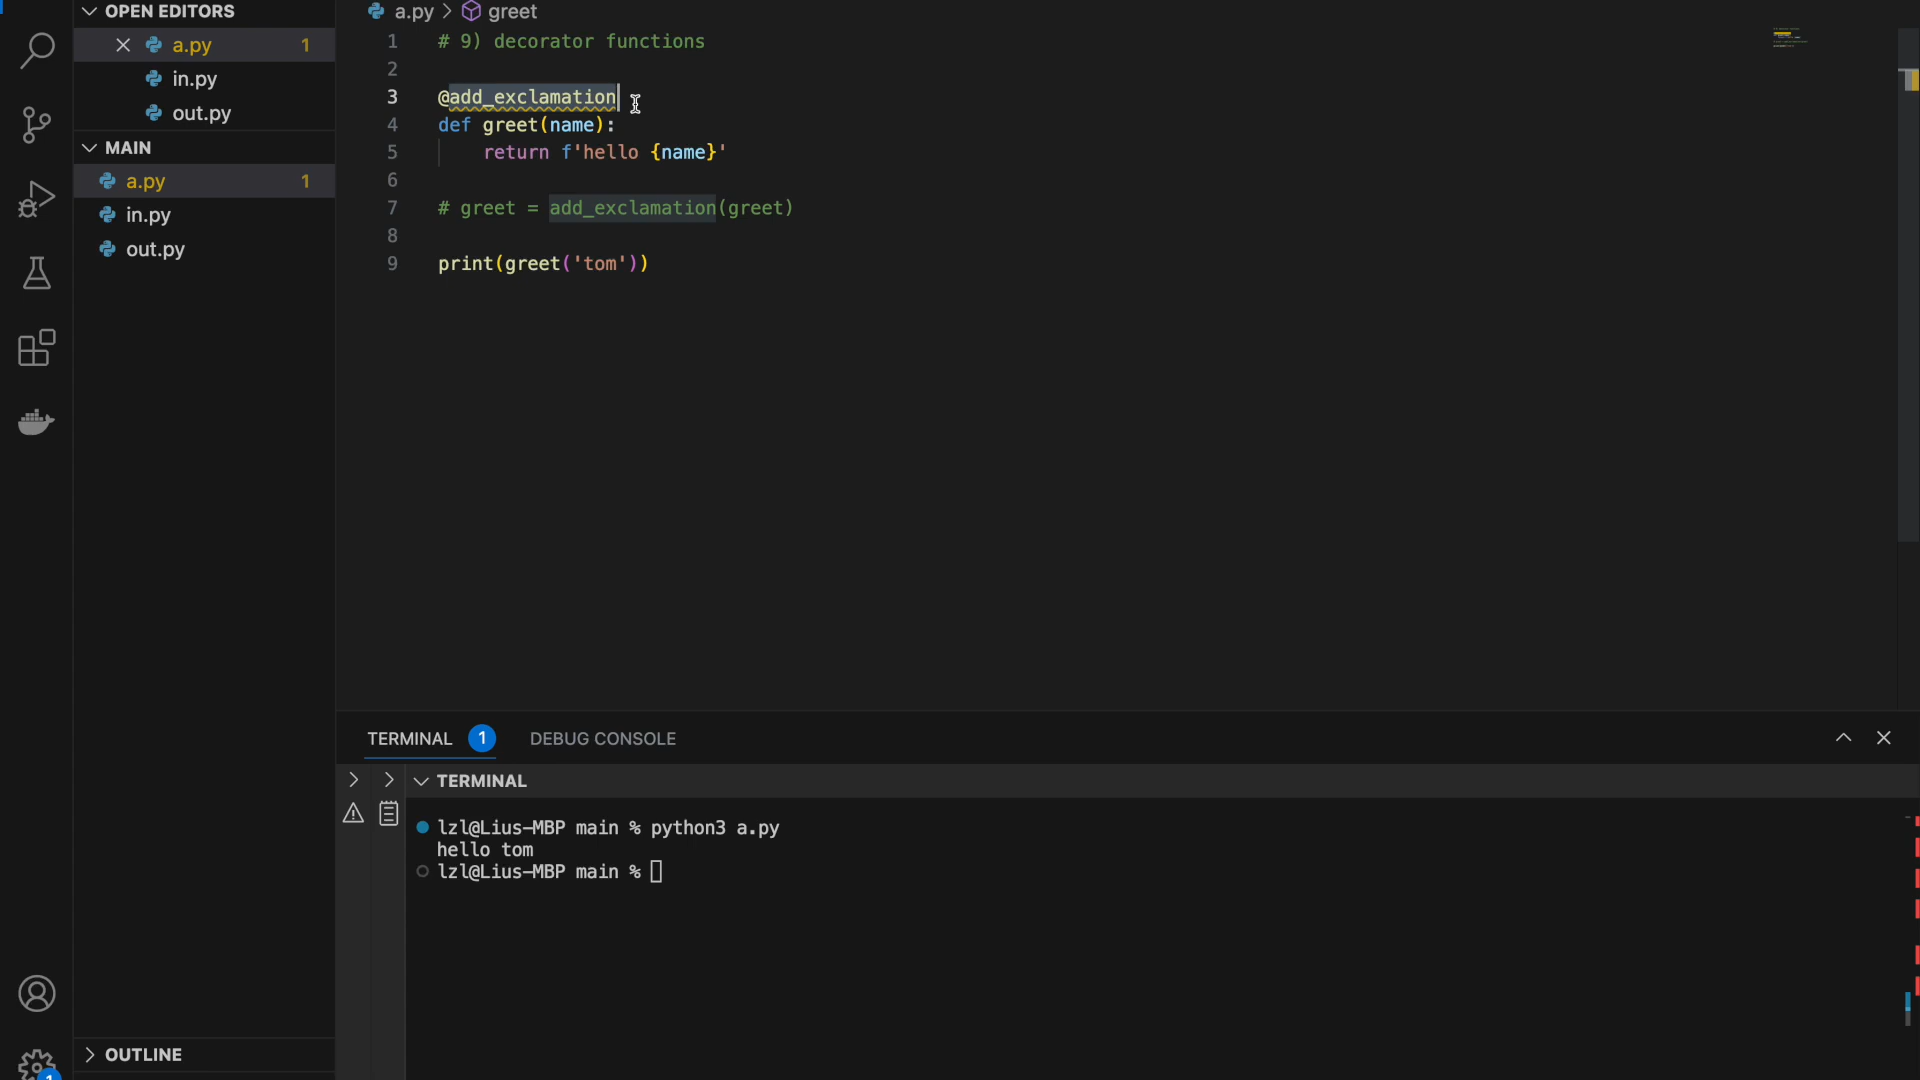 OPEN EDITORS
a.py 1
in.py
out.py
MAIN
a.py 1
in.py
out.py
OUTLINE
1
a.py > greet
1 # 9) decorator functions
2
3 @add_exclamation
4 def greet(name):
5 return f'hello {name}'
6
7 # greet = add_exclamation(greet)
8
9 print(greet('tom'))
TERMINAL 1 DEBUG CONSOLE
TERMINAL
lzl@Lius-MBP main % python3 a.py
hello tom
lzl@Lius-MBP main %